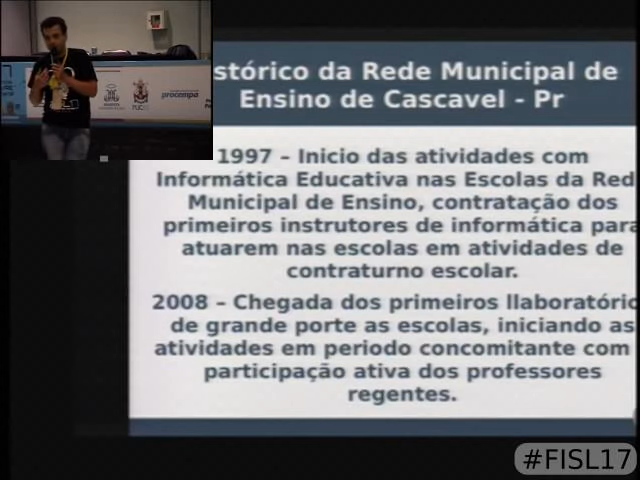 procempa
PUCRS
stórico da Rede Municipal de
Ensino de Cascavel - Pr
1997 – Inicio das atividades com
Informática Educativa nas Escolas da Red
Municipal de Ensino, contratação dos
primeiros instrutores de informática para
atuarem nas escolas em atividades de
contraturno escolar.
2008 – Chegada dos primeiros llaboratório
de grande porte as escolas, iniciando as
atividades em periodo concomitante com
participação ativa dos professores
regentes.
#FISL17